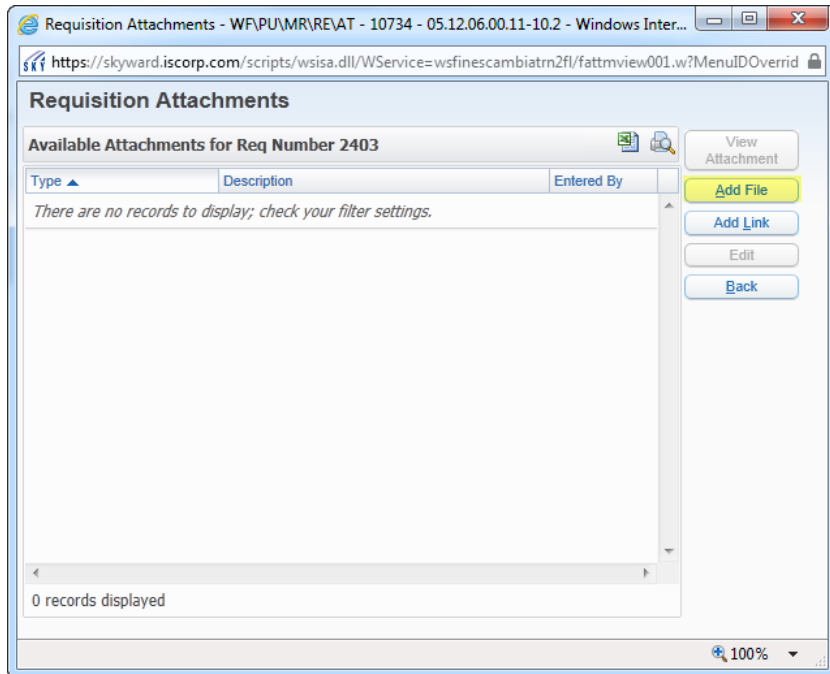 Requisition Attachments - WF\PU\MR\RE\AT - 10734 - 05.12.06.00.11-10.2 - Windows Inter...
SKY https://skyward.iscorp.com/scripts/wsisa.dll/WService=wsfinescambiatrn2fl/fattmview001.w?MenuIDOverrid
Requisition Attachments
Available Attachments for Req Number 2403
View
Attachment
Type Description Entered By
Add File
There are no records to display; check your filter settings.
Add Link
Edit
Back
0 records displayed
100%